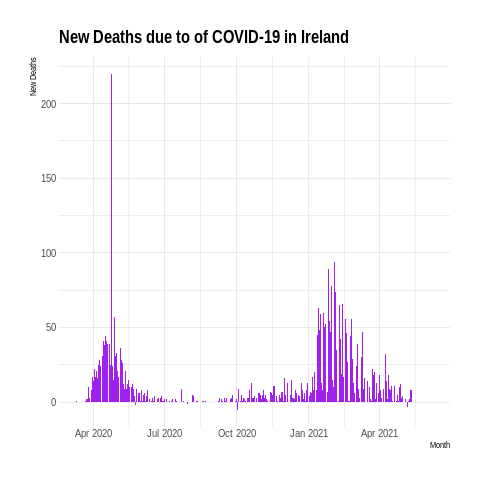 New Deaths due to of COVID-19 in Ireland
New Deaths
200
150
100
50
0
Apr 2020 Jul 2020 Oct 2020 Jan 2021 Apr 2021
Month